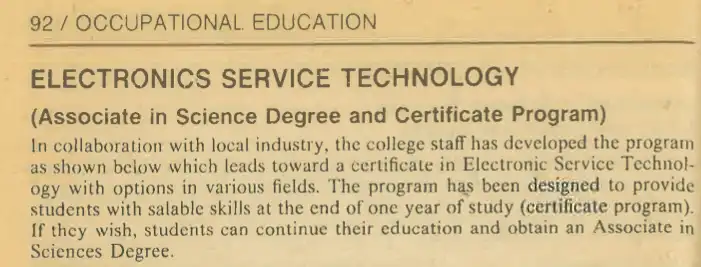 92 / OCCUPATIONAL EDUCATION
ELECTRONICS SERVICE TECHNOLOGY
(Associate in Science Degree and Certificate Program)
In collaboration with local industry, the college staff has developed the program
as shown below which leads toward a certificate in Electronic Service Technol-
ogy with options in various fields. The program has been designed to provide
students with salable skills at the end of one year of study (certificate program).
If they wish, students can continue their education and obtain an Associate in
Sciences Degree.